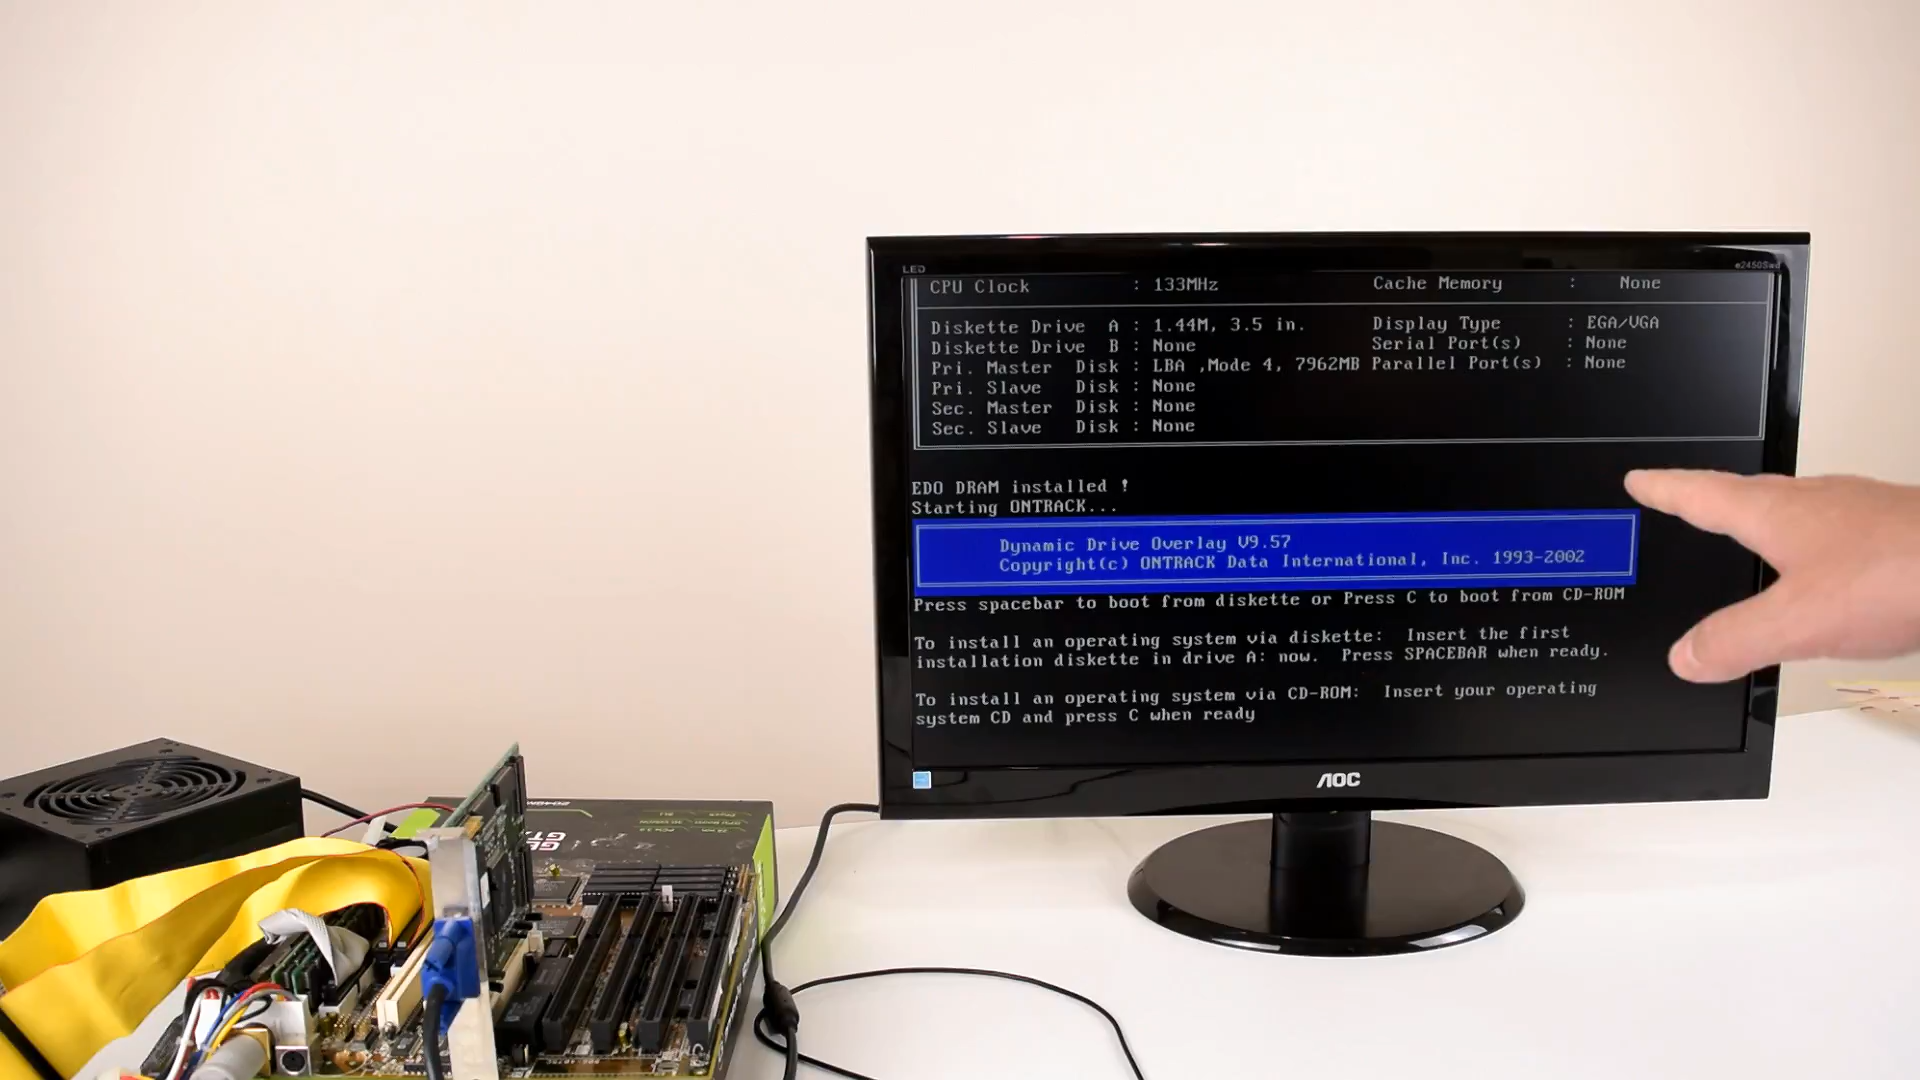 LED
e2450Swd
CPU Clock : 133MHz Cache Memory : None
Diskette Drive A : 1.44M, 3.5 in. Display Type : EGA/VGA
Diskette Drive B : None Serial Port(s) : None
Pri. Master Disk : LBA ,Mode 4, 7962MB Parallel Port(s) : None
Pri. Slave Disk : None
Sec. Master Disk : None
Sec. Slave Disk : None
EDO DRAM installed !
Starting ONTRACK...
Dynamic Drive Overlay V9.57
Copyright(c) ONTRACK Data International, Inc. 1993-2002
Press spacebar to boot from diskette or Press C to boot from CD-ROM
To install an operating system via diskette: Insert the first
installation diskette in drive A: now. Press SPACEBAR when ready.
To install an operating system via CD-ROM: Insert your operating
system CD and press C when ready
AOC